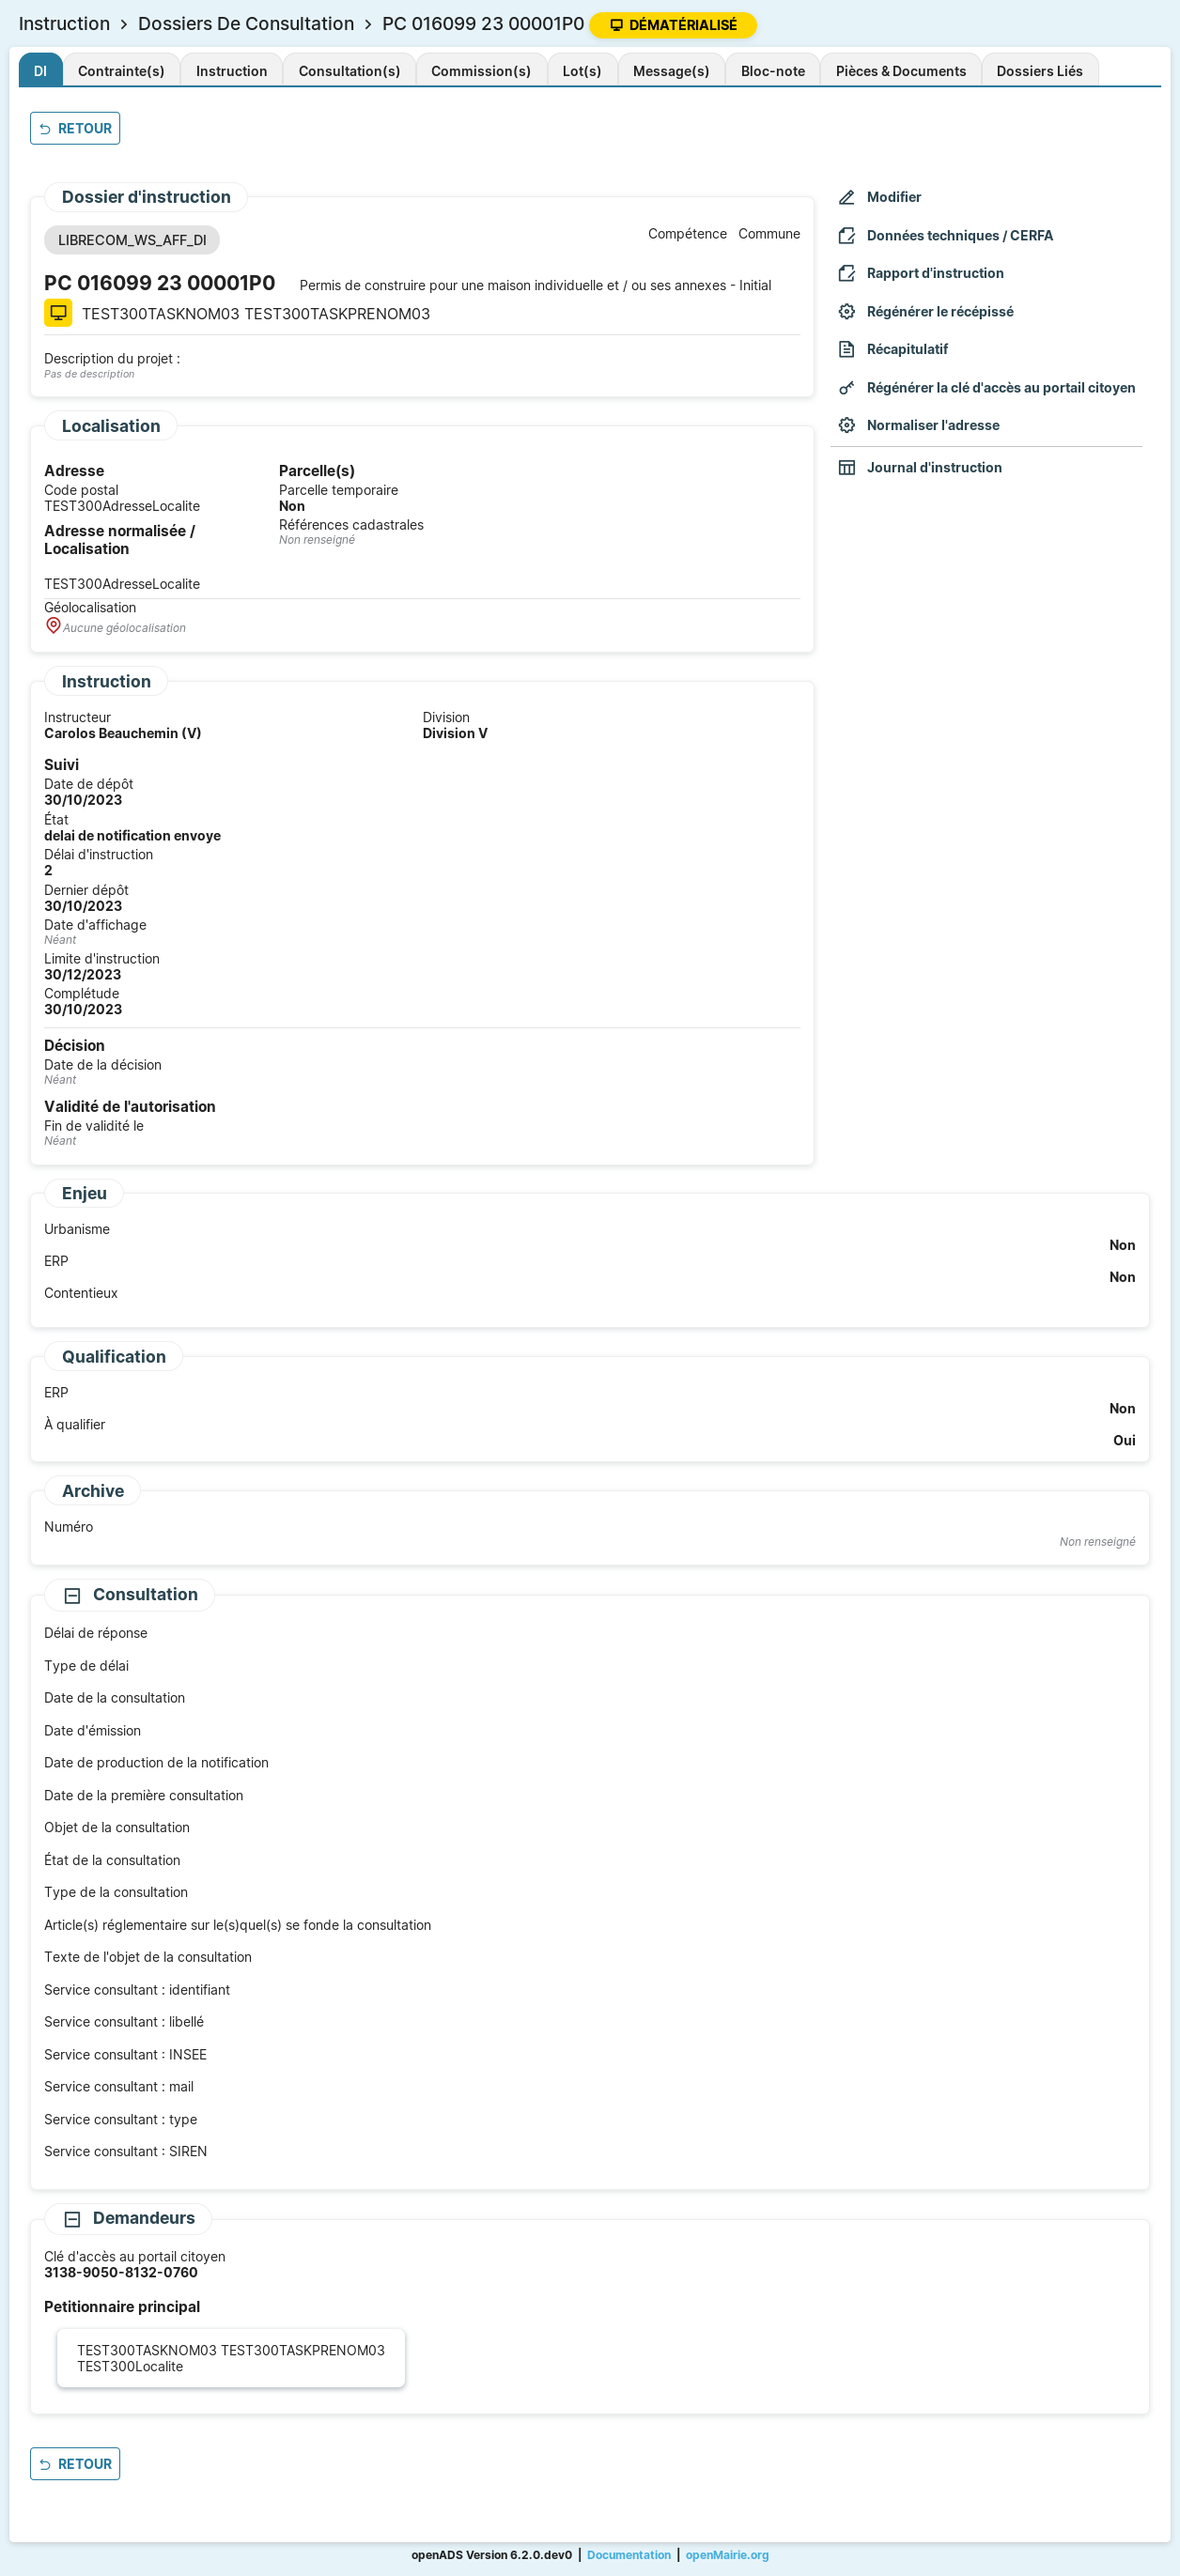 Instruction > Dossiers De Consultation > PC 016099 23 00001P0 DÉMATÉRIALISÉ
DI Contrainte(s) Instruction Consultation(s) Commission(s) Lot(s) Message(s) Bloc-note Pièces & Documents Dossiers Liés
RETOUR
Dossier d'instruction
LIBRECOM_WS_AFF_DI
Compétence Commune
PC 016099 23 00001P0 Permis de construire pour une maison individuelle et / ou ses annexes - Initial
TEST300TASKNOM03 TEST300TASKPRENOM03
Description du projet :
Pas de description
Modifier
Données techniques / CERFA
Rapport d'instruction
Régénérer le récépissé
Récapitulatif
Régénérer la clé d'accès au portail citoyen
Normaliser l'adresse
Journal d'instruction
Localisation
Adresse
Code postal
TEST300AdresseLocalite
Adresse normalisée /
Localisation
TEST300AdresseLocalite
Parcelle(s)
Parcelle temporaire
Non
Références cadastrales
Non renseigné
Géolocalisation
Aucune géolocalisation
Instruction
Instructeur
Carolos Beauchemin (V)
Division
Division V
Suivi
Date de dépôt
30/10/2023
État
delai de notification envoye
Délai d'instruction
2
Dernier dépôt
30/10/2023
Date d'affichage
Néant
Limite d'instruction
30/12/2023
Complétude
30/10/2023
Décision
Date de la décision
Néant
Validité de l'autorisation
Fin de validité le
Néant
Enjeu
Urbanisme
Non
ERP
Non
Contentieux
Qualification
ERP
Non
À qualifier
Oui
Archive
Numéro
Non renseigné
Consultation
Délai de réponse
Type de délai
Date de la consultation
Date d'émission
Date de production de la notification
Date de la première consultation
Objet de la consultation
État de la consultation
Type de la consultation
Article(s) réglementaire sur le(s)quel(s) se fonde la consultation
Texte de l'objet de la consultation
Service consultant : identifiant
Service consultant : libellé
Service consultant : INSEE
Service consultant : mail
Service consultant : type
Service consultant : SIREN
Demandeurs
Clé d'accès au portail citoyen
3138-9050-8132-0760
Petitionnaire principal
TEST300TASKNOM03 TEST300TASKPRENOM03
TEST300Localite
RETOUR
openADS Version 6.2.0.dev0 | Documentation | openMairie.org